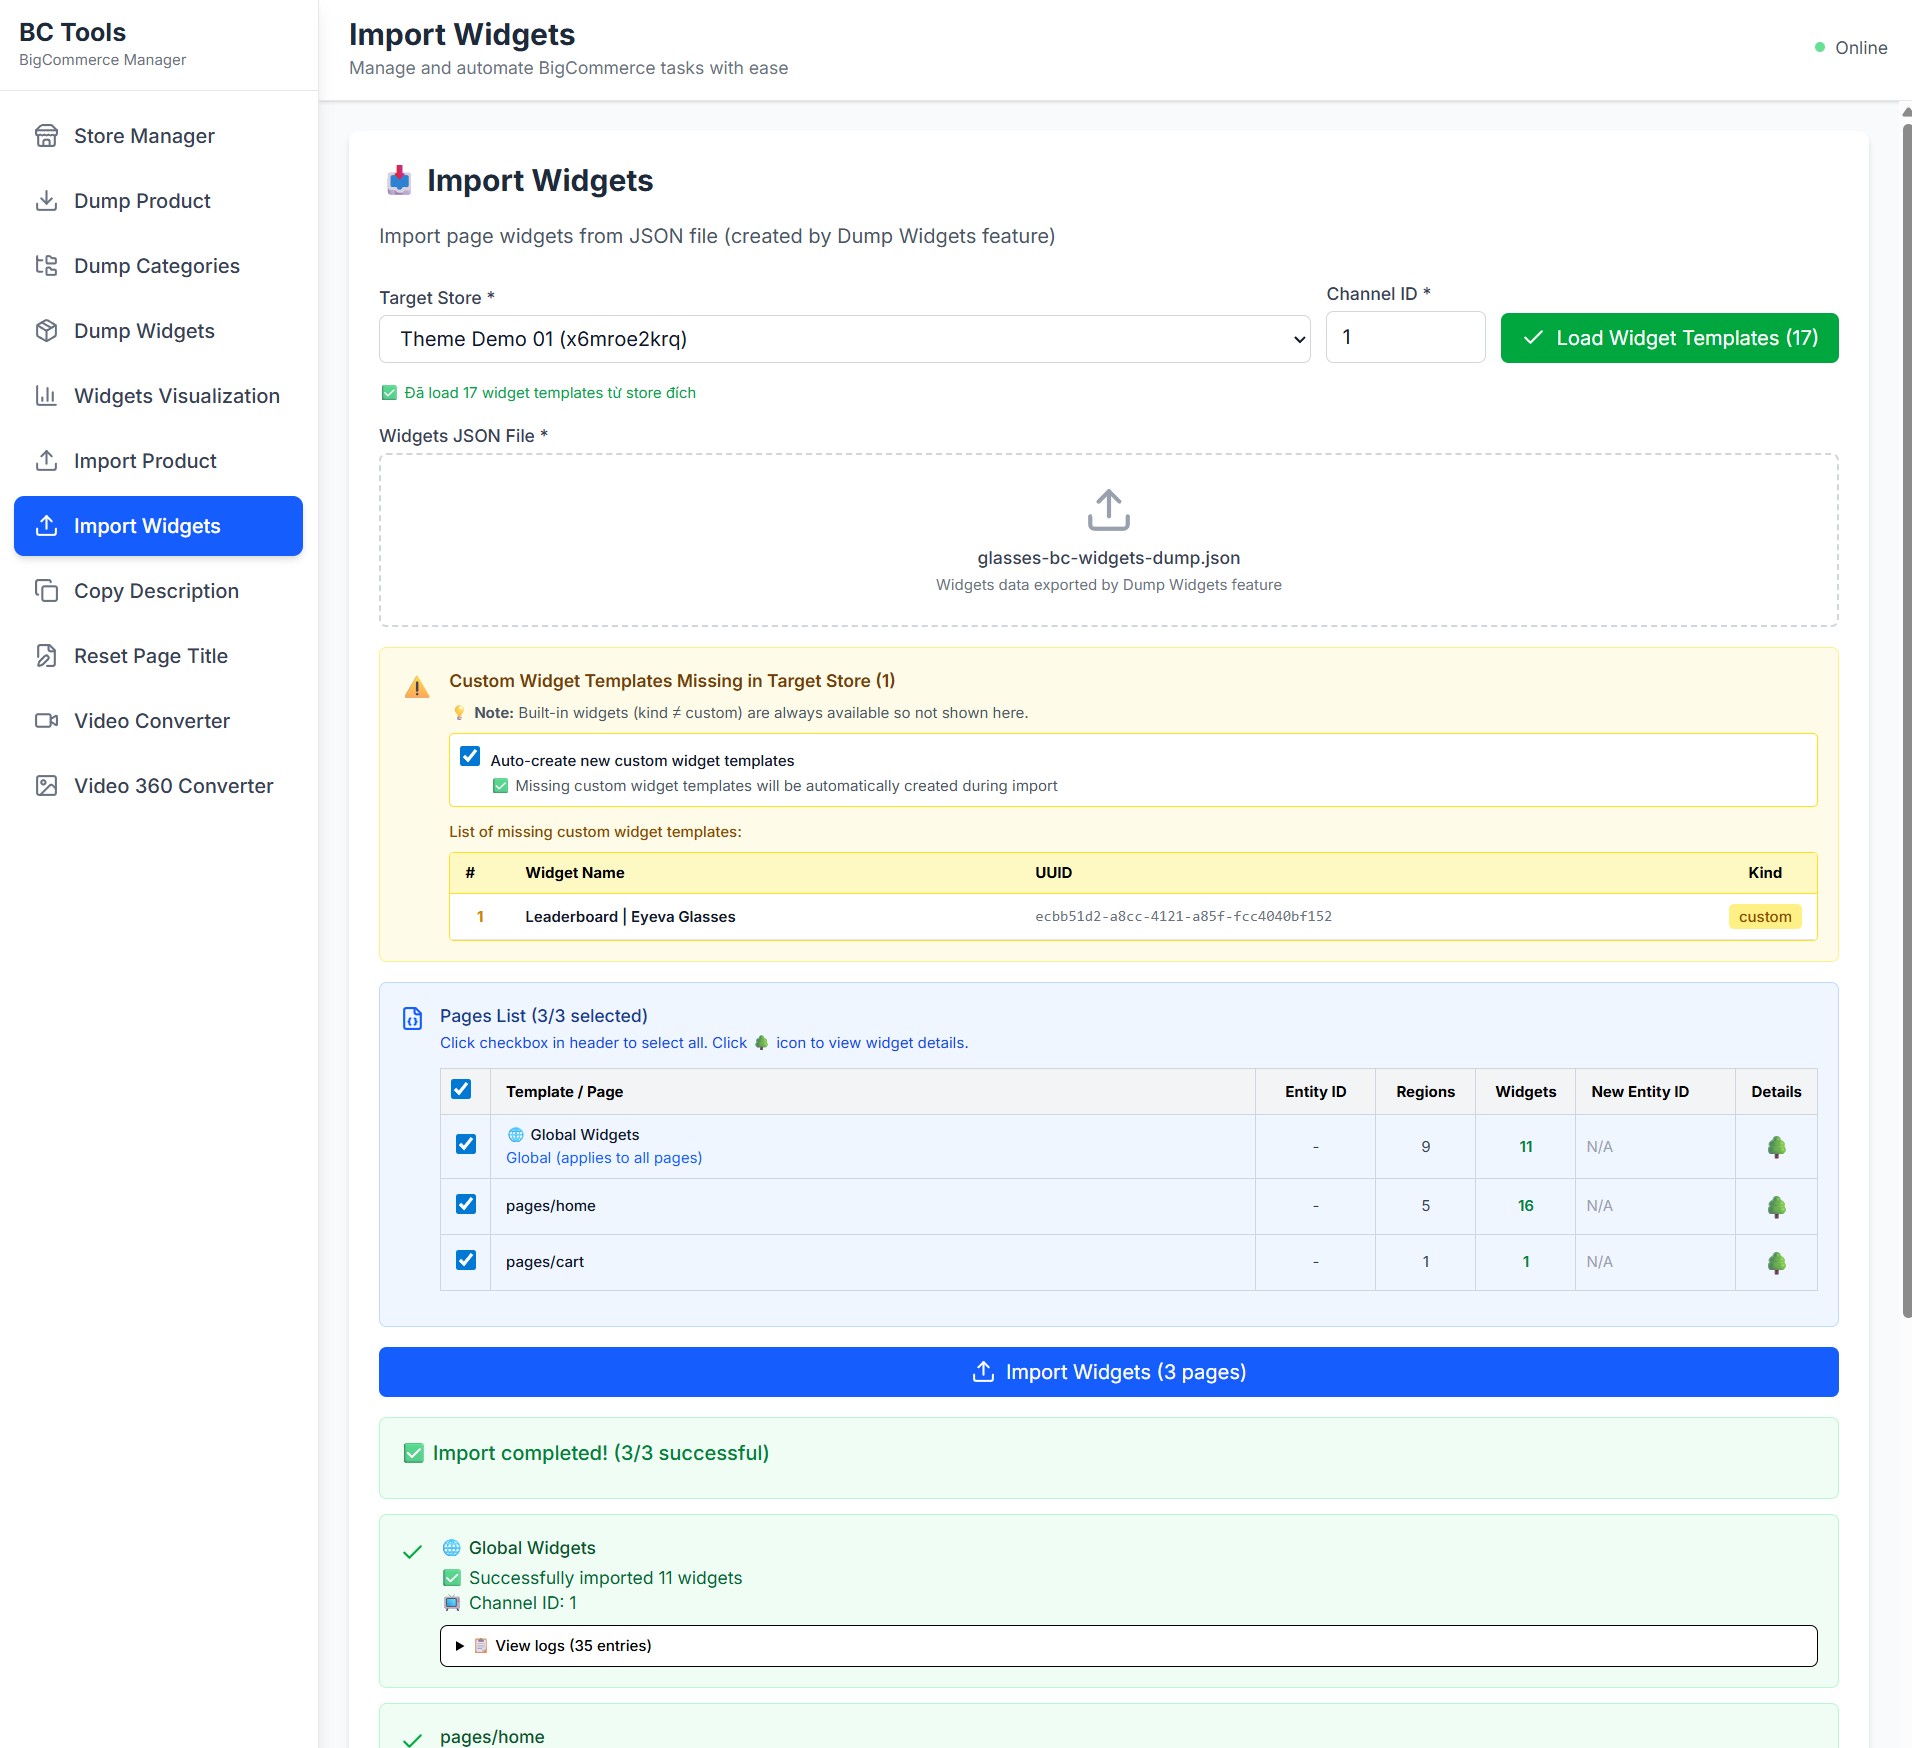 BC Tools
BigCommerce Manager
Store Manager
Dump Product
Dump Categories
Dump Widgets
Widgets Visualization
Import Product
Import Widgets
Copy Description
Reset Page Title
Video Converter
Video 360 Converter
Import Widgets
Manage and automate BigCommerce tasks with ease
Online
Import Widgets
Import page widgets from JSON file (created by Dump Widgets feature)
Target Store *
Channel ID *
Theme Demo 01 (x6mroe2krq)
1
Load Widget Templates (17)
Đã load 17 widget templates từ store đích
Widgets JSON File *
glasses-bc-widgets-dump.json
Widgets data exported by Dump Widgets feature
Custom Widget Templates Missing in Target Store (1)
Note: Built-in widgets (kind ≠ custom) are always available so not shown here.
Auto-create new custom widget templates
Missing custom widget templates will be automatically created during import
List of missing custom widget templates:
# Widget Name UUID Kind
1 Leaderboard | Eyeva Glasses ecbb51d2-a8cc-4121-a85f-fcc4040bf152 custom
Pages List (3/3 selected)
Click checkbox in header to select all. Click 🌲 icon to view widget details.
Template / Page Entity ID Regions Widgets New Entity ID Details
Global Widgets
Global (applies to all pages)
- 9 11 N/A
pages/home - 5 16 N/A
pages/cart - 1 1 N/A
Import Widgets (3 pages)
Import completed! (3/3 successful)
Global Widgets
Successfully imported 11 widgets
Channel ID: 1
View logs (35 entries)
pages/home